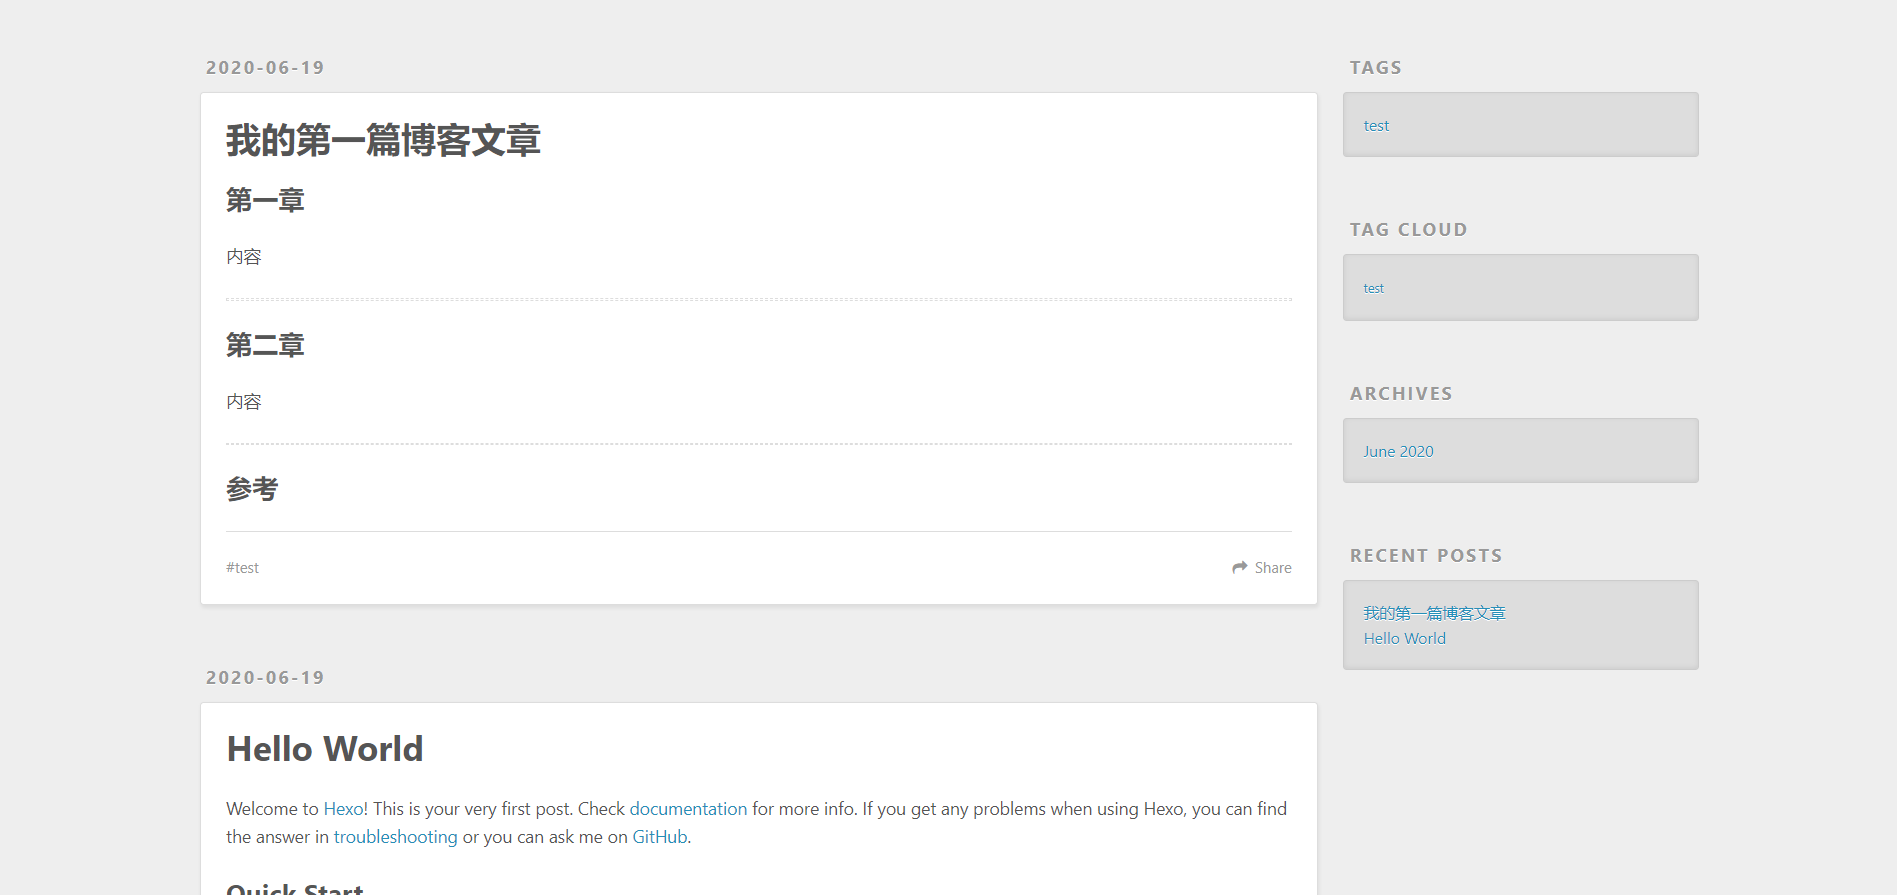 2020-06-19
我的第一篇博客文章
第一章
内容
第二章
内容
参考
#test
Share
2020-06-19
Hello World
Welcome to Hexo! This is your very first post. Check documentation for more info. If you get any problems when using Hexo, you can find
the answer in troubleshooting or you can ask me on GitHub.
Quick Start
TAGS
test
TAG CLOUD
test
ARCHIVES
June 2020
RECENT POSTS
我的第一篇博客文章
Hello World